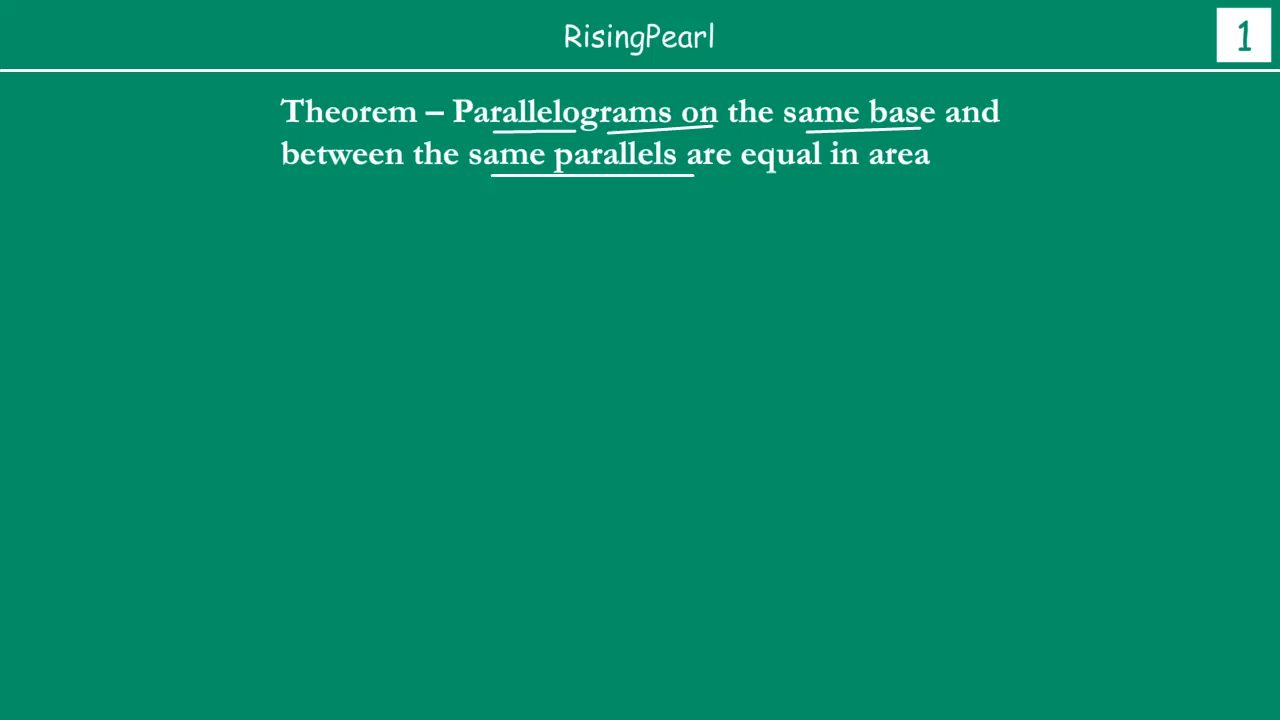 RisingPearl
1
Theorem – Parallelograms on the same base and
between the same parallels are equal in area